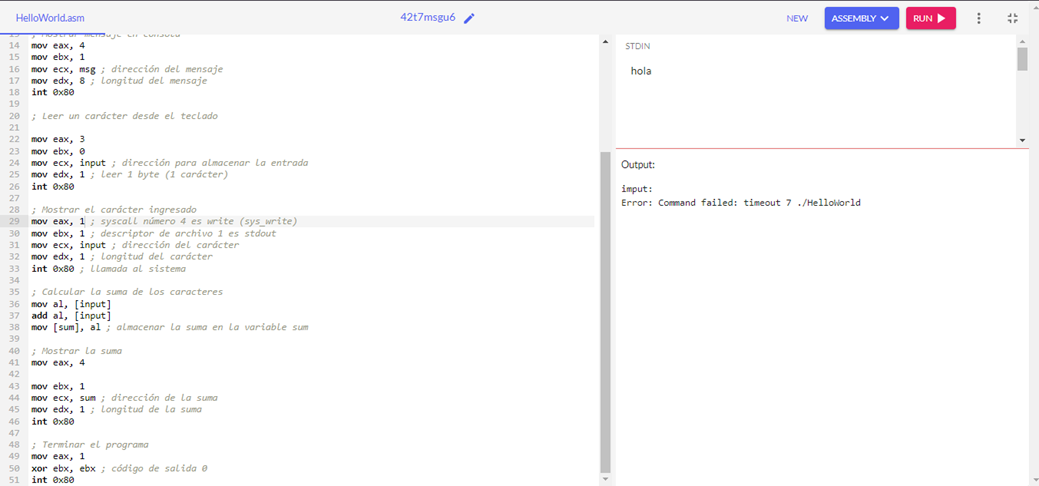 HelloWorld.asm
42t7msgu6
NEW
ASSEMBLY
RUN
13 ; Mostrar mensaje en consola
14 mov eax, 4
15 mov ebx, 1
16 mov ecx, msg ; dirección del mensaje
17 mov edx, 8 ; longitud del mensaje
18 int 0x80
19
20 ; Leer un carácter desde el teclado
21
22 mov eax, 3
23 mov ebx, 0
24 mov ecx, input ; dirección para almacenar la entrada
25 mov edx, 1 ; leer 1 byte (1 carácter)
26 int 0x80
27
28 ; Mostrar el carácter ingresado
29 mov eax, 1 ; syscall número 4 es write (sys_write)
30 mov ebx, 1 ; descriptor de archivo 1 es stdout
31 mov ecx, input ; dirección del carácter
32 mov edx, 1 ; longitud del carácter
33 int 0x80 ; llamada al sistema
34
35 ; Calcular la suma de los caracteres
36 mov al, [input]
37 add al, [input]
38 mov [sum], al ; almacenar la suma en la variable sum
39
40 ; Mostrar la suma
41 mov eax, 4
42
43 mov ebx, 1
44 mov ecx, sum ; dirección de la suma
45 mov edx, 1 ; longitud de la suma
46 int 0x80
47
48 ; Terminar el programa
49 mov eax, 1
50 xor ebx, ebx ; código de salida 0
51 int 0x80
STDIN
hola
Output:
imput:
Error: Command failed: timeout 7 ./HelloWorld